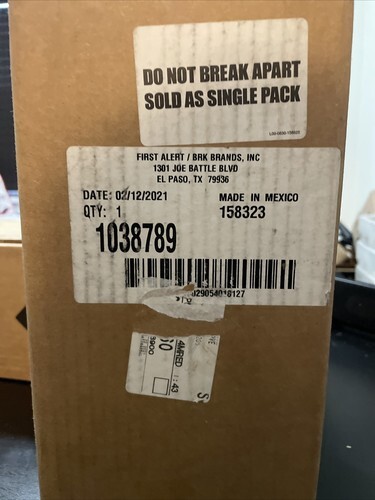 DO NOT BREAK APART
SOLD AS SINGLE PACK
FIRST ALERT / BRK BRANDS, INC
1301 JOE BATTLE BLVD
EL PASO, TX 79936
DATE: 02/12/2021 MADE IN MEXICO
QTY: 1 158323
1038789